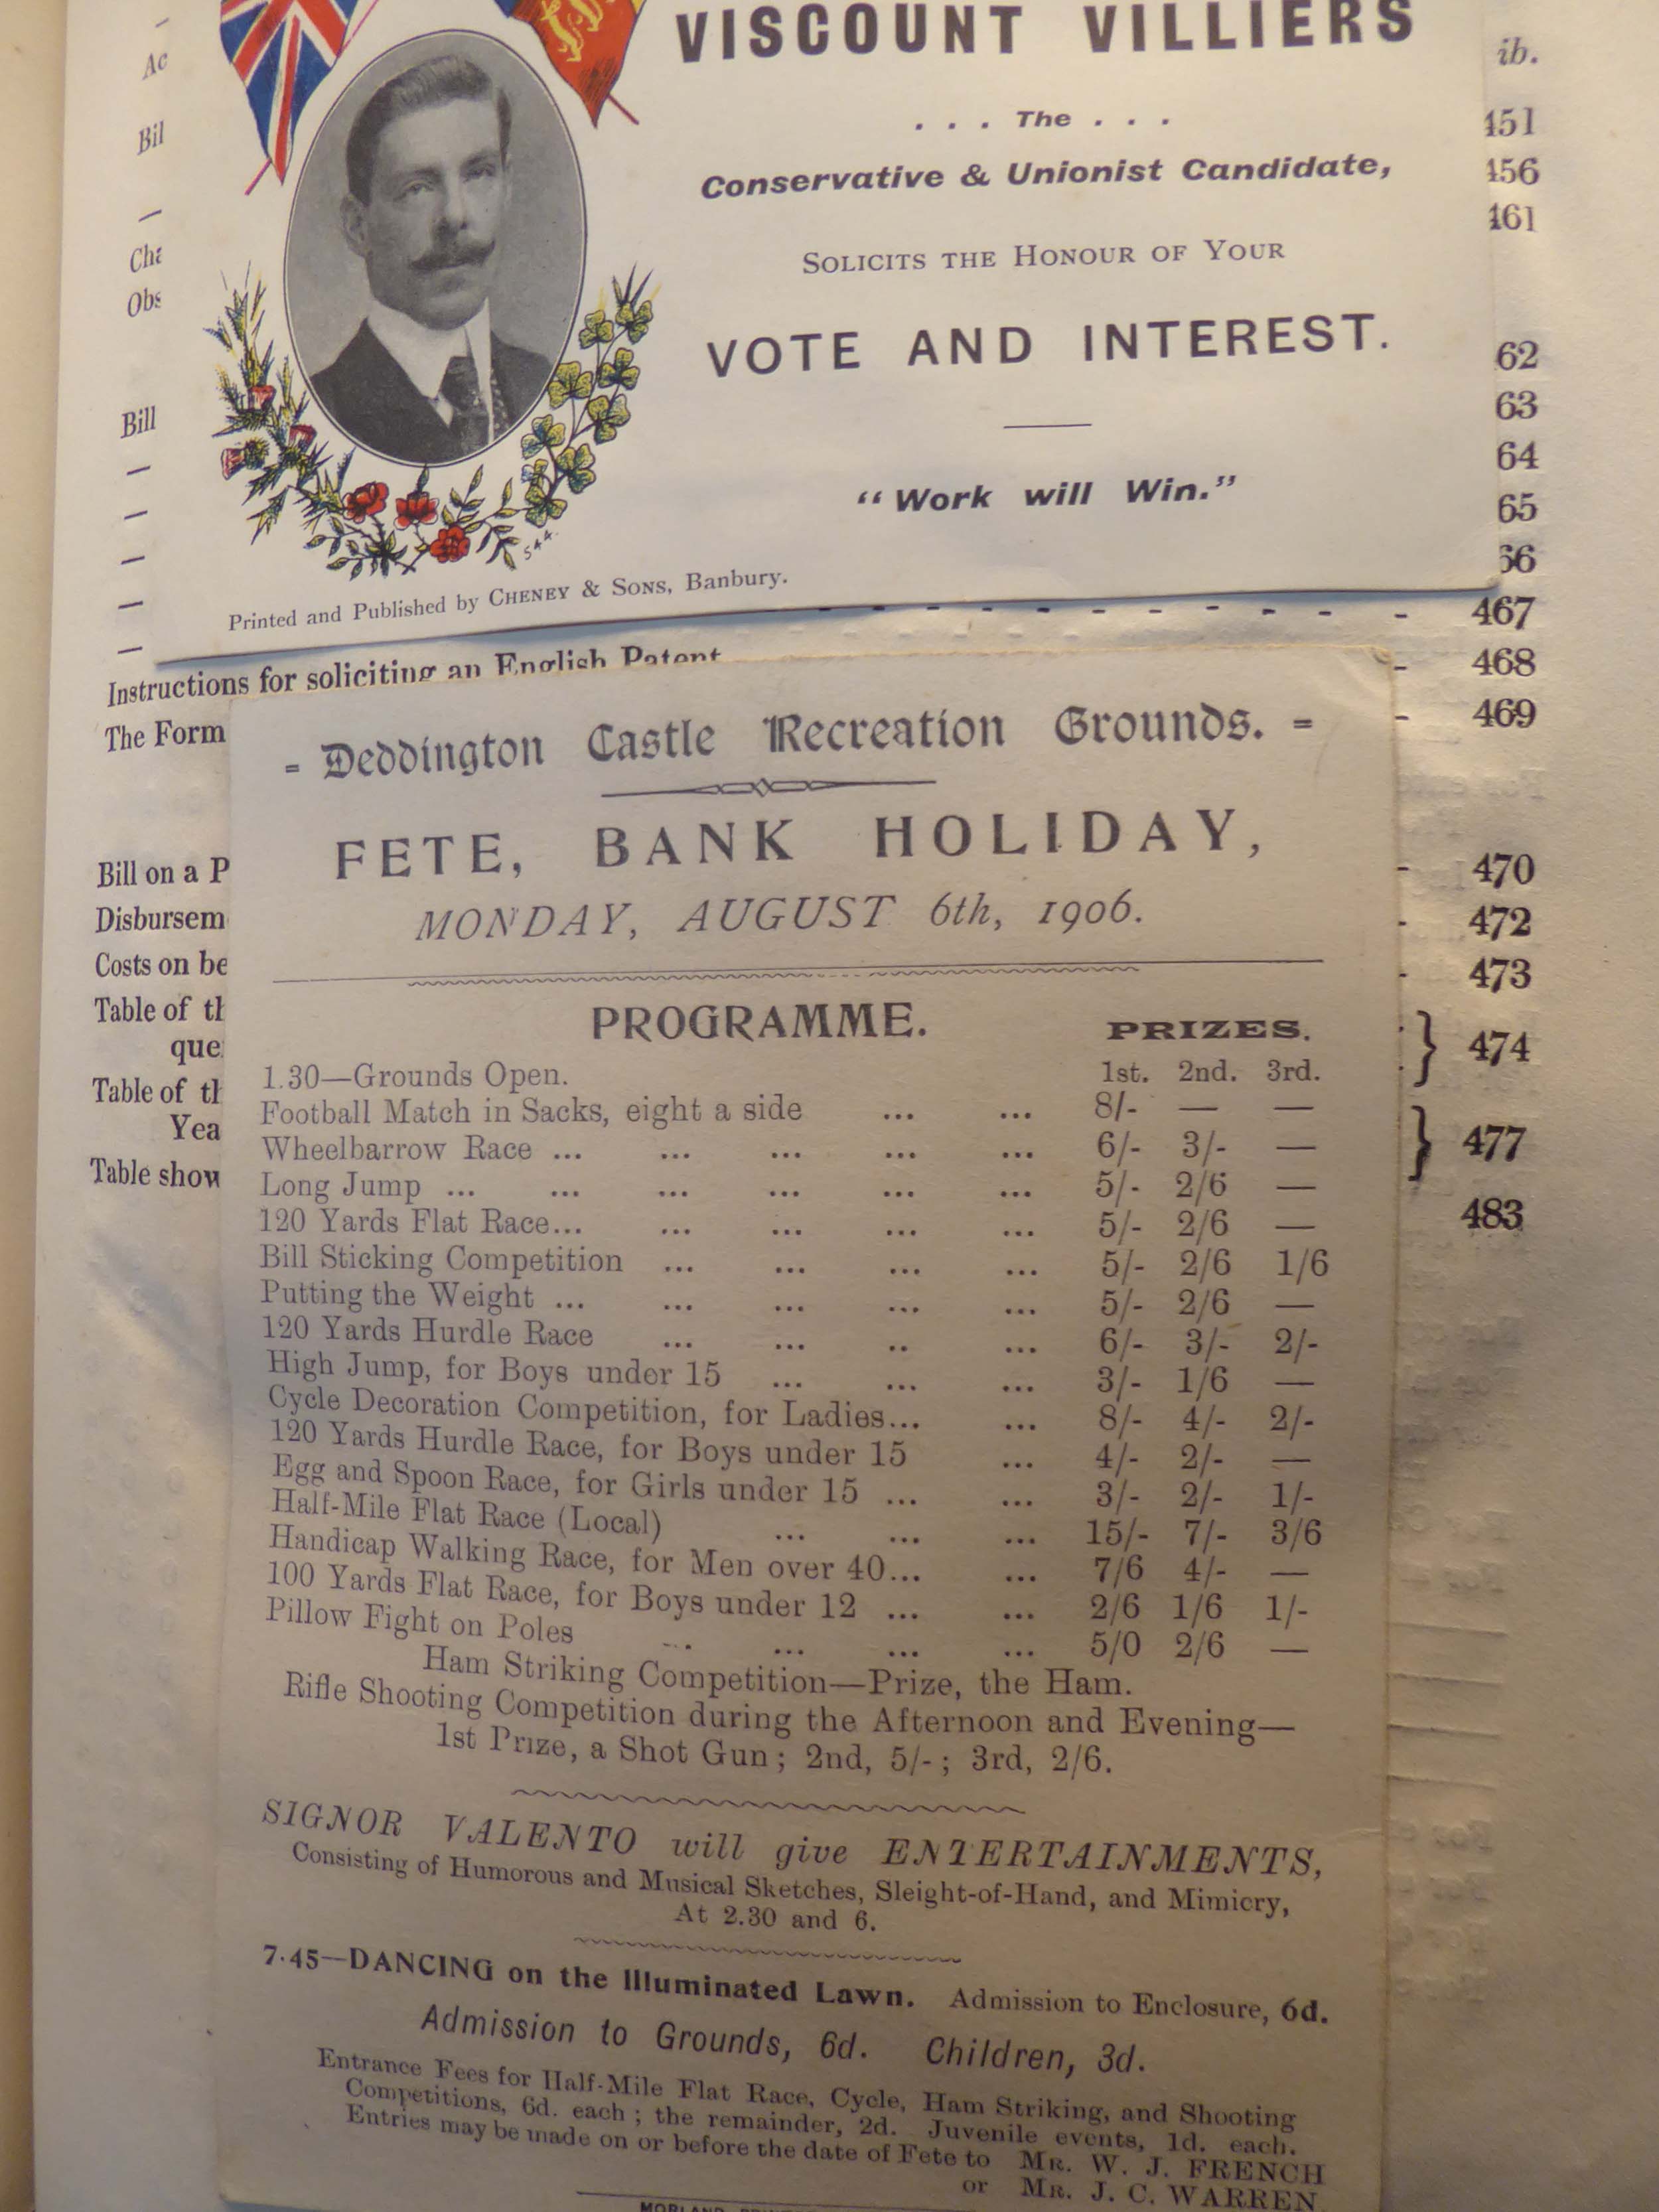 VISCOUNT VILLIERS
. . . The . . .
Conservative & Unionist Candidate,
SOLICITS THE HONOUR OF YOUR
VOTE AND INTEREST.
"Work will Win."
544.
Printed and Published by CHENEY & SONS, Banbury.
Ac
Bil
Cha
Obs
Bill
ib.
451
456
461
62
63
64
65
66
467
Instructions for soliciting an English Patent - 468
The Form - 469
Bill on a P - 470
Disbursem - 472
Costs on be - 473
Table of th
que 474
Table of th
Yea 477
Table show 483
= Deddington Castle Recreation Grounds. =
FETE, BANK HOLIDAY,
MONDAY, AUGUST 6th, 1906.
PROGRAMME. PRIZES.
1.30—Grounds Open. 1st. 2nd. 3rd.
Football Match in Sacks, eight a side ... ... 8/- — —
Wheelbarrow Race ... ... ... ... ... 6/- 3/- —
Long Jump ... ... ... ... ... ... 5/- 2/6 —
120 Yards Flat Race... ... ... ... ... 5/- 2/6 —
Bill Sticking Competition ... ... ... ... 5/- 2/6 1/6
Putting the Weight ... ... ... ... ... 5/- 2/6 —
120 Yards Hurdle Race ... ... .. ... 6/- 3/- 2/-
High Jump, for Boys under 15 ... ... ... 3/- 1/6 —
Cycle Decoration Competition, for Ladies... ... 8/- 4/- 2/-
120 Yards Hurdle Race, for Boys under 15 ... 4/- 2/- —
Egg and Spoon Race, for Girls under 15 ... ... 3/- 2/- 1/-
Half-Mile Flat Race (Local) ... ... ... 15/- 7/- 3/6
Handicap Walking Race, for Men over 40... ... 7/6 4/- —
100 Yards Flat Race, for Boys under 12 ... ... 2/6 1/6 1/-
Pillow Fight on Poles ... ... ... ... 5/0 2/6 —
Ham Striking Competition—Prize, the Ham.
Rifle Shooting Competition during the Afternoon and Evening—
1st Prize, a Shot Gun; 2nd, 5/-; 3rd, 2/6.
SIGNOR VALENTO will give ENTERTAINMENTS,
Consisting of Humorous and Musical Sketches, Sleight-of-Hand, and Mimicry,
At 2.30 and 6.
7.45—DANCING on the Illuminated Lawn. Admission to Enclosure, 6d.
Admission to Grounds, 6d. Children, 3d.
Entrance Fees for Half-Mile Flat Race, Cycle, Ham Striking, and Shooting
Competitions, 6d. each; the remainder, 2d. Juvenile events, 1d. each.
Entries may be made on or before the date of Fete to MR. W. J. FRENCH
or MR. J. C. WARREN